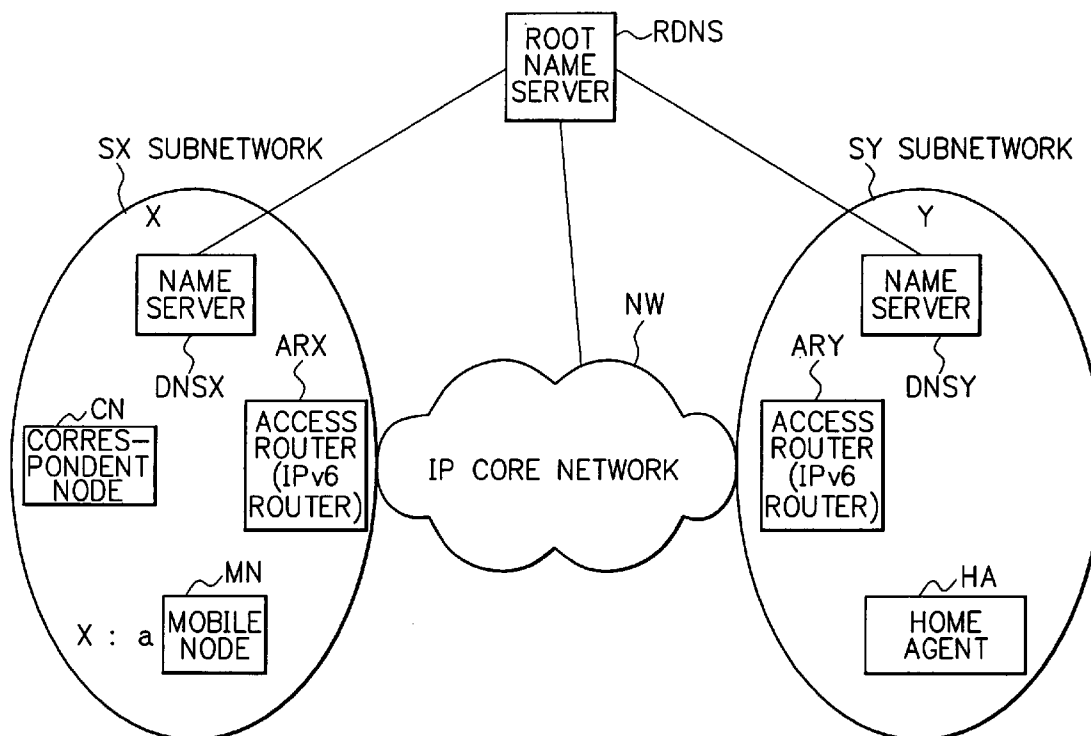 ROOT
NAME
SERVER
RDNS
SX SUBNETWORK
SY SUBNETWORK
X
Y
NAME
SERVER
DNSX
NAME
SERVER
DNSY
NW
ARX
ARY
CN
CORRES-
PONDENT
NODE
ACCESS
ROUTER
(IPv6
ROUTER)
IP CORE NETWORK
ACCESS
ROUTER
(IPv6
ROUTER)
MN
X : a
MOBILE
NODE
HA
HOME
AGENT